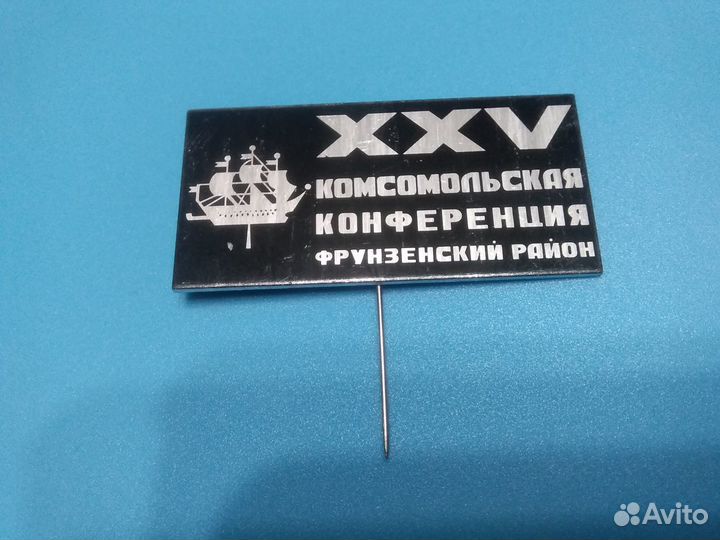 XXV
КОМСОМОЛЬСКАЯ
КОНФЕРЕНЦИЯ
ФРУНЗЕНСКИЙ РАЙОН
Avito